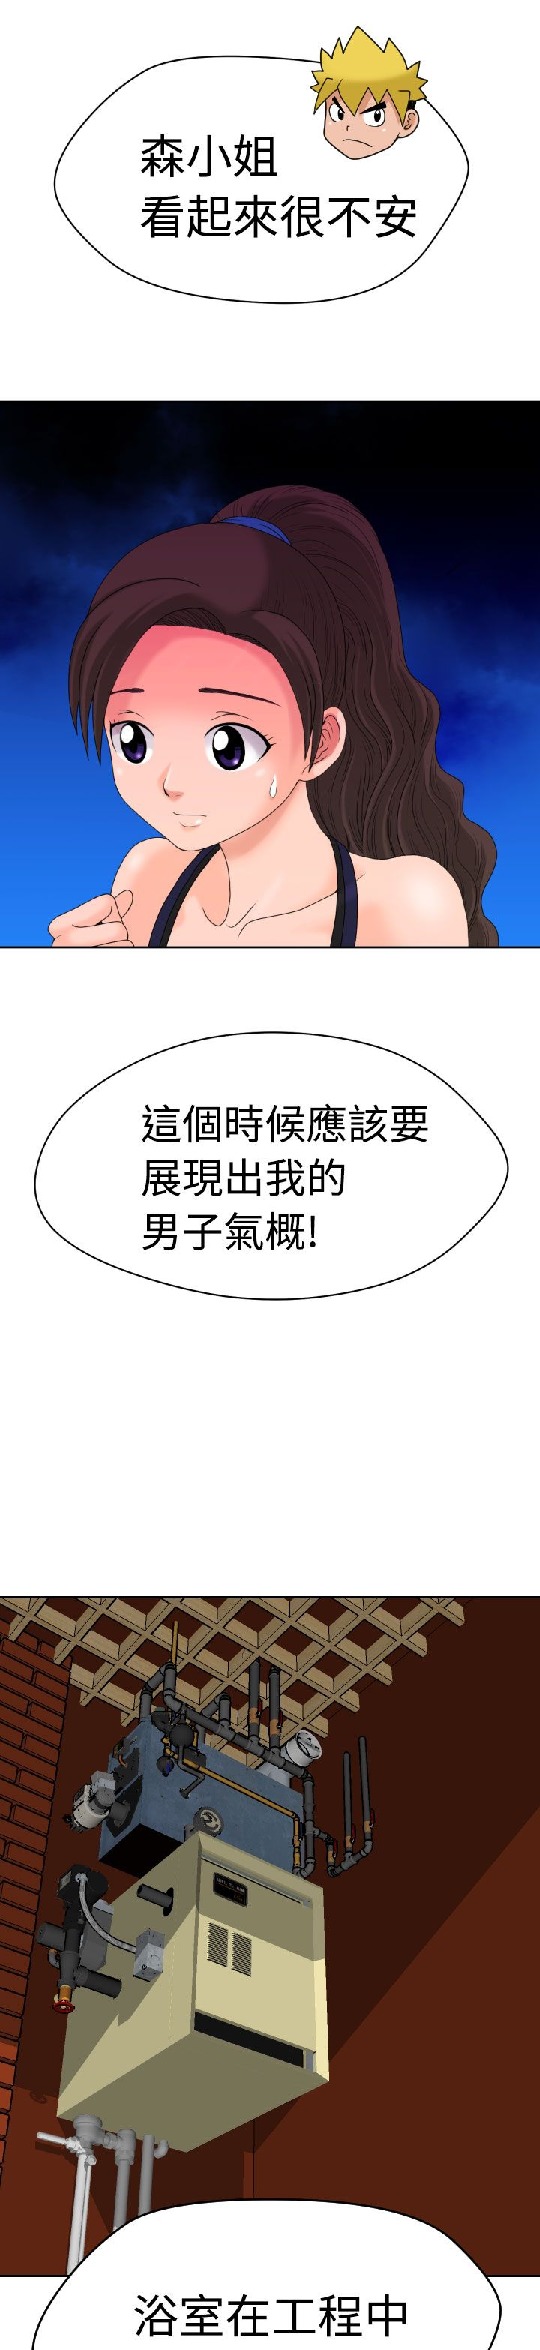 森小姐
看起來很不安
這個時候應該要
展現出我的
男子氣概!
浴室在工程中